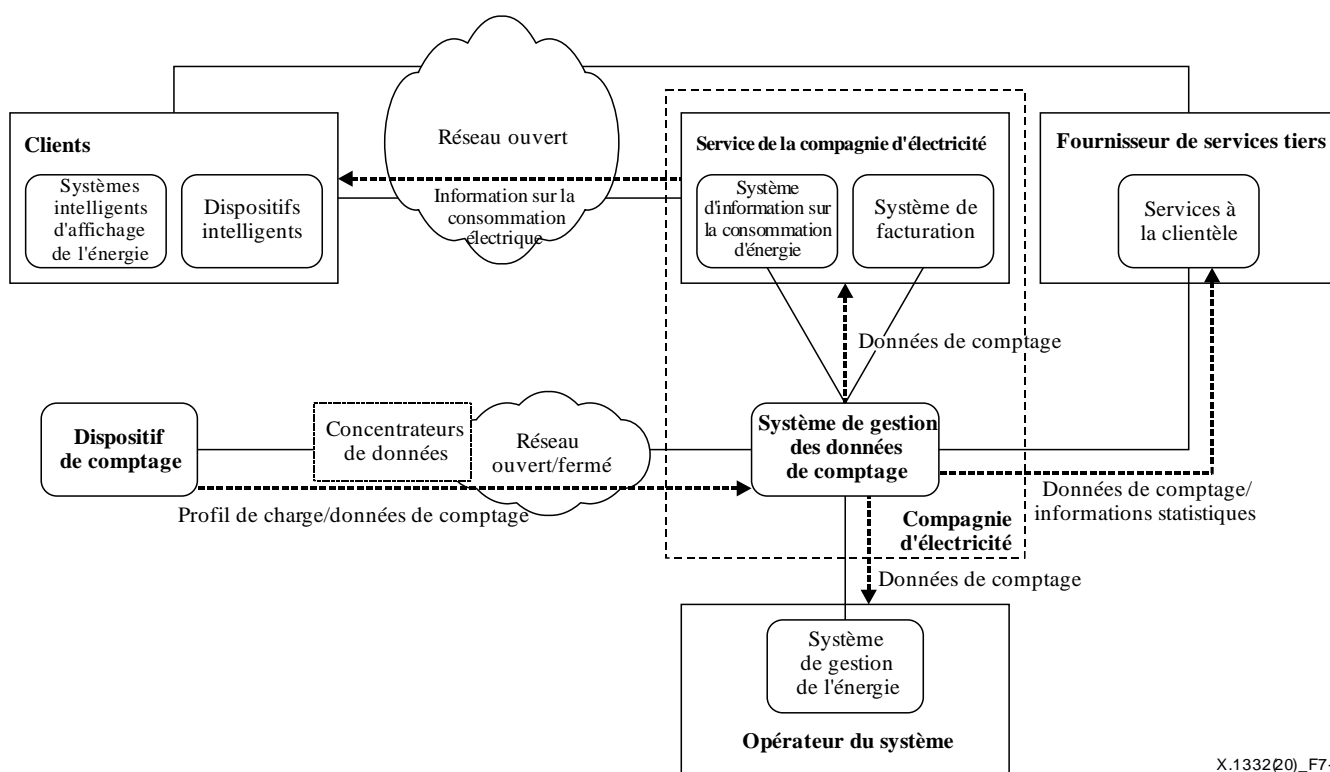 Réseau ouvert
Clients
Systèmes
intelligents
d'affichage
de l'énergie
Dispositifs
intelligents
Information sur la
consommation
électrique
Service de la compagnie d'électricité
Système
d'information sur
la consommation
d'énergie
Système de
facturation
Fournisseur de services tiers
Services à
la clientèle
Données de comptage
Dispositif
de comptage
Concentrateurs
de données
Réseau
ouvert/fermé
Système de gestion
des données
de comptage
Profil de charge/données de comptage
Données de comptage/
informations statistiques
Compagnie
d'électricité
Données de comptage
Système
de gestion
de l'énergie
Opérateur du système